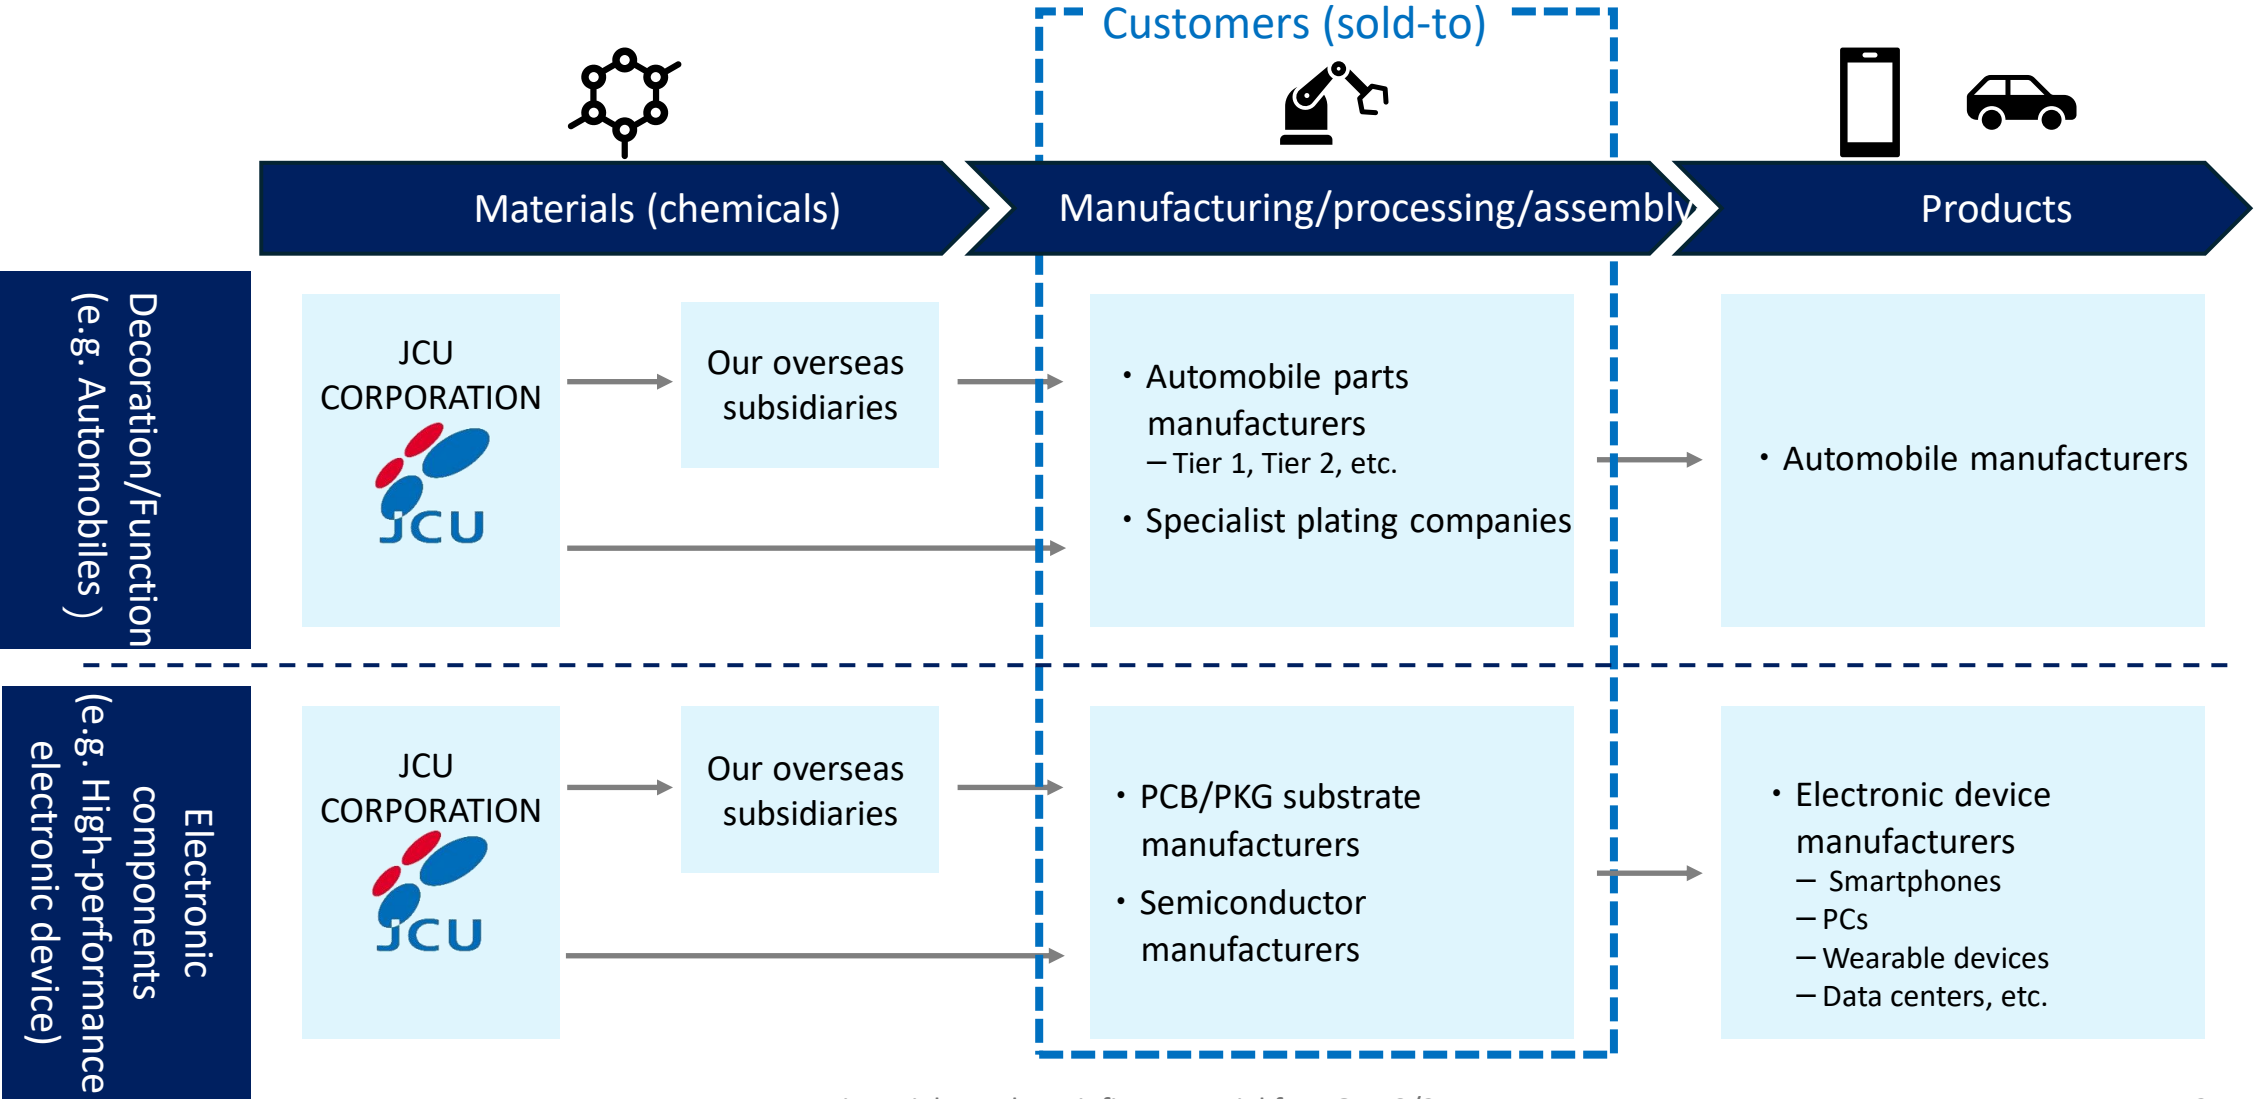 Customers (sold-to)
Materials (chemicals)
Manufacturing/processing/assembly
Products
Decoration/Function
(e.g. Automobiles )
JCU
CORPORATION
JCU
Our overseas
subsidiaries
・Automobile parts
manufacturers
– Tier 1, Tier 2, etc.
・Specialist plating companies
・Automobile manufacturers
Electronic
components
(e.g. High-performance
electronic device)
JCU
CORPORATION
JCU
Our overseas
subsidiaries
・PCB/PKG substrate
manufacturers
・Semiconductor
manufacturers
・Electronic device
manufacturers
– Smartphones
– PCs
– Wearable devices
– Data centers, etc.